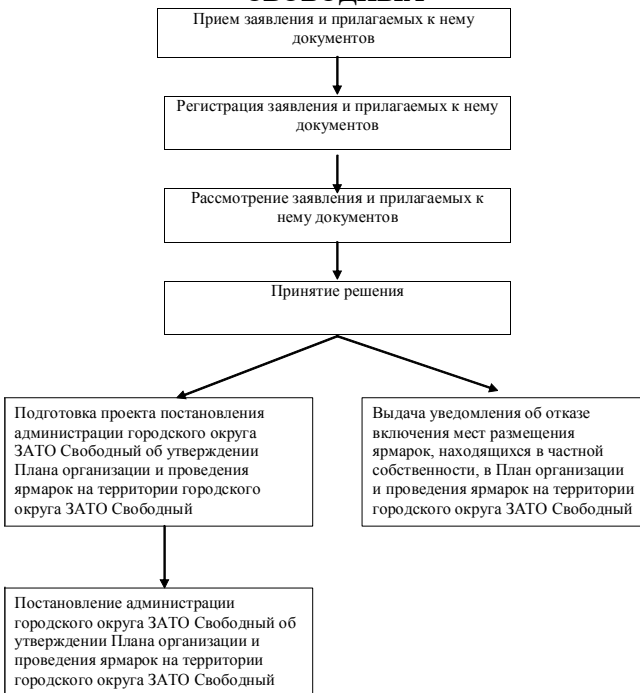 Прием заявления и прилагаемых к нему
документов
Регистрация заявления и прилагаемых к нему
документов
Рассмотрение заявления и прилагаемых к
нему документов
Принятие решения
Подготовка проекта постановления
администрации городского округа
ЗАТО Свободный об утверждении
Плана организации и проведения
ярмарок на территории городского
округа ЗАТО Свободный
Выдача уведомления об отказе
включения мест размещения
ярмарок, находящихся в частной
собственности, в План организации
и проведения ярмарок на территории
городского округа ЗАТО Свободный
Постановление администрации
городского округа ЗАТО Свободный об
утверждении Плана организации и
проведения ярмарок на территории
городского округа ЗАТО Свободный